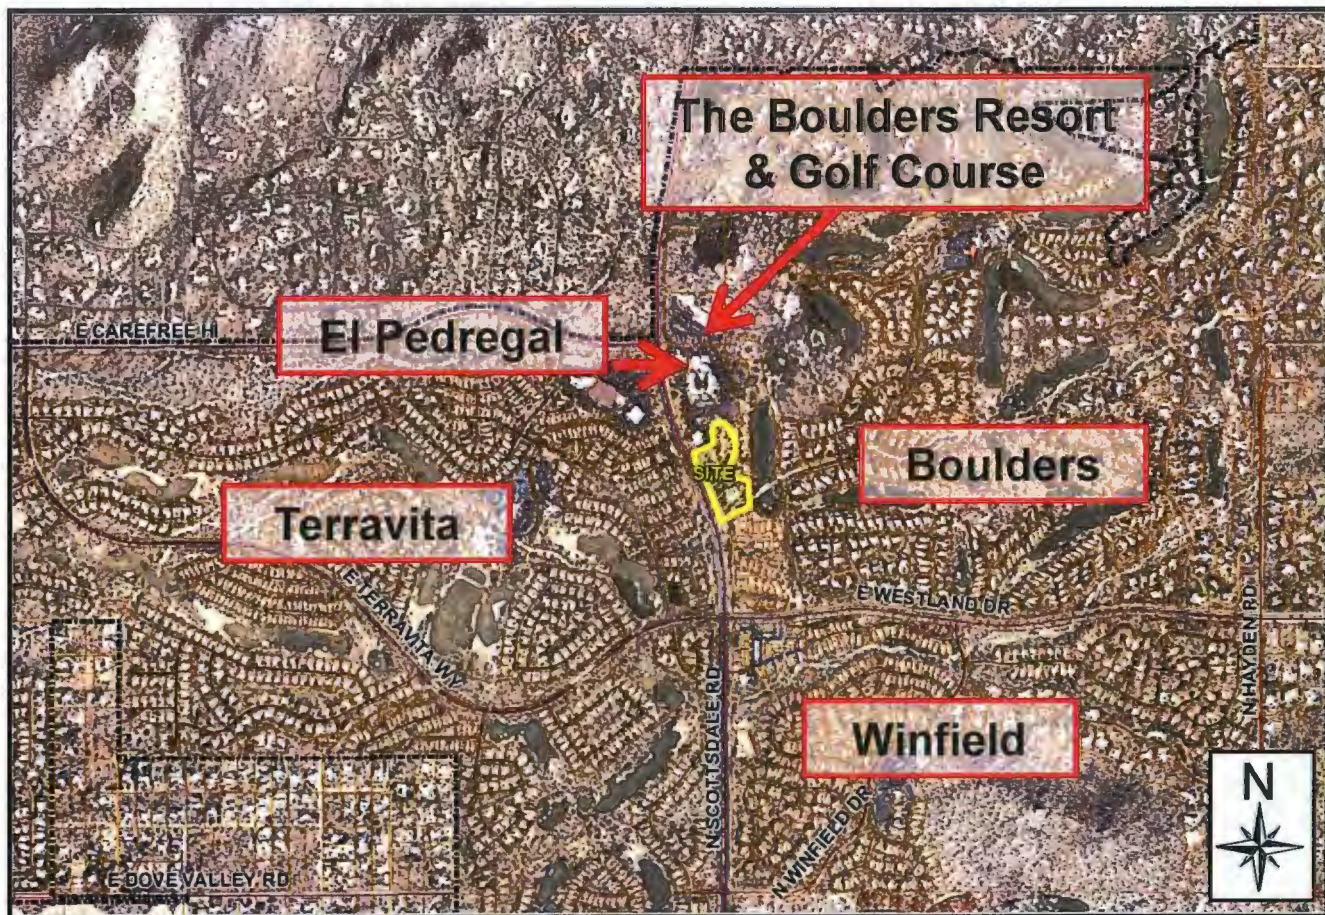 The Boulders Resort
& Golf Course
E CAREFREE H
El Pedregal
SITE
Boulders
Terravita
E TERRAVITA WY
E WESTLAND DR
N HAYDEN RD
N SCOTTSDALE RD
Winfield
N WINFIELD DR
E DOVE VALLEY RD
N